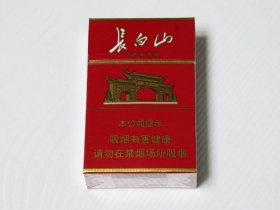 长白山
本公司提示
吸烟有害健康
请勿在禁烟场所吸烟